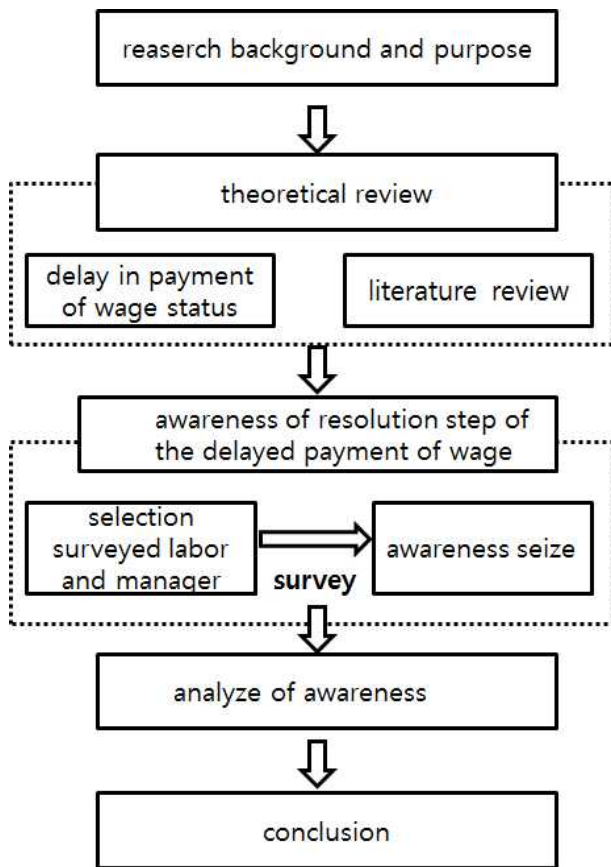 reaserch background and purpose
theoretical review
delay in payment
of wage status
literature review
awareness of resolution step of
the delayed payment of wage
selection
surveyed labor
and manager
survey
awareness seize
analyze of awareness
conclusion